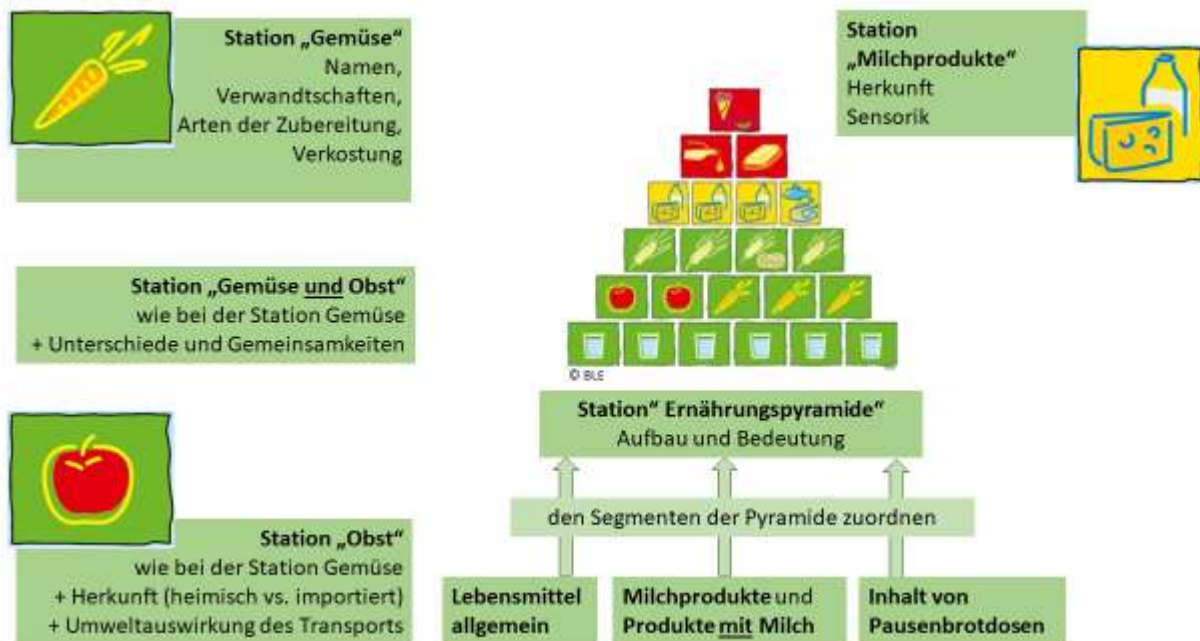 Station „Gemüse“
Namen,
Verwandtschaften,
Arten der Zubereitung,
Verkostung
Station
„Milchprodukte“
Herkunft
Sensorik
Station „Gemüse und Obst“
wie bei der Station Gemüse
+ Unterschiede und Gemeinsamkeiten
© BLE
Station“ Ernährungspyramide“
Aufbau und Bedeutung
den Segmenten der Pyramide zuordnen
Station „Obst“
wie bei der Station Gemüse
+ Herkunft (heimisch vs. importiert)
+ Umweltauswirkung des Transports
Lebensmittel
allgemein
Milchprodukte und
Produkte mit Milch
Inhalt von
Pausenbrotdosen